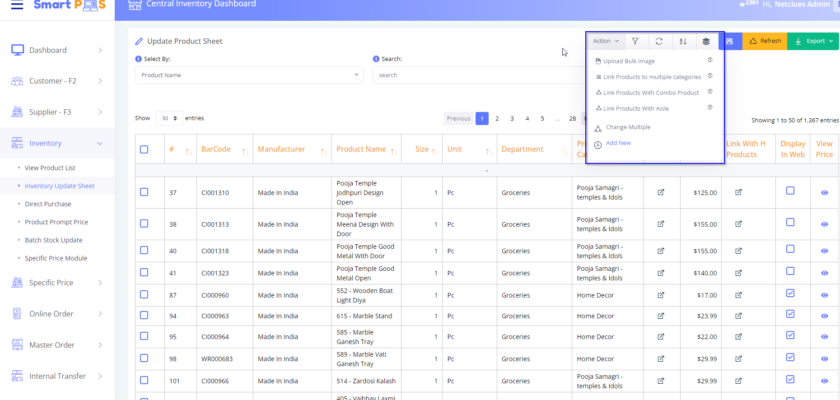 Smart P S
Central Inventory Dashboard
Hi, Netclues Admin
Update Product Sheet
Action
Refresh
Export
Select By:
Search:
Product Name
search
Upload Bulk Image
Link Products to multiple categories
Link Products With Combo Product
Link Products With Aisle
Change Multiple
Add New
Show 50 entries
Previous 1 2 3 4 5 ... 28
Showing 1 to 50 of 1,367 entries
Dashboard
Customer - F2
Supplier - F3
Inventory
View Product List
Inventory Update Sheet
Direct Purchase
Product Prompt Price
Batch Stock Update
Specific Price Module
Specific Price
Online Order
Master Order
Internal Transfer
# BarCode Manufacturer Product Name Size Unit Department Link With H Products Display In Web View Price
-
37 CI001310 Made In India Pooja Temple Jodhpuri Design Open 1 Pc Groceries Pooja Samagri - temples & Idols $125.00
38 CI001313 Made In India Pooja Temple Meena Design With Door 1 Pc Groceries Pooja Samagri - temples & Idols $155.00
40 CI001318 Made In India Pooja Temple Good Metal With Door 1 Pc Groceries Pooja Samagri - temples & Idols $155.00
41 CI001323 Made In India Pooja Temple Good Metal Open 1 Pc Groceries Pooja Samagri - temples & Idols $140.00
87 CI000960 Made In India 552 - Wooden Boat Light Diya 1 Pc Groceries Home Decor $17.00
94 CI000963 Made In India 615 - Marble Stand 1 Pc Groceries Home Decor $23.99
95 CI000964 Made In India 585 - Marble Ganesh Tray 1 Pc Groceries Home Decor $22.00
98 WR000683 Made In India 589 - Marble Vati Ganesh Tray 1 Pc Groceries Home Decor $29.99
101 CI000966 Made In India 514 - Zardosi Kalash 1 Pc Groceries Pooja Samagri - temples & Idols $29.99